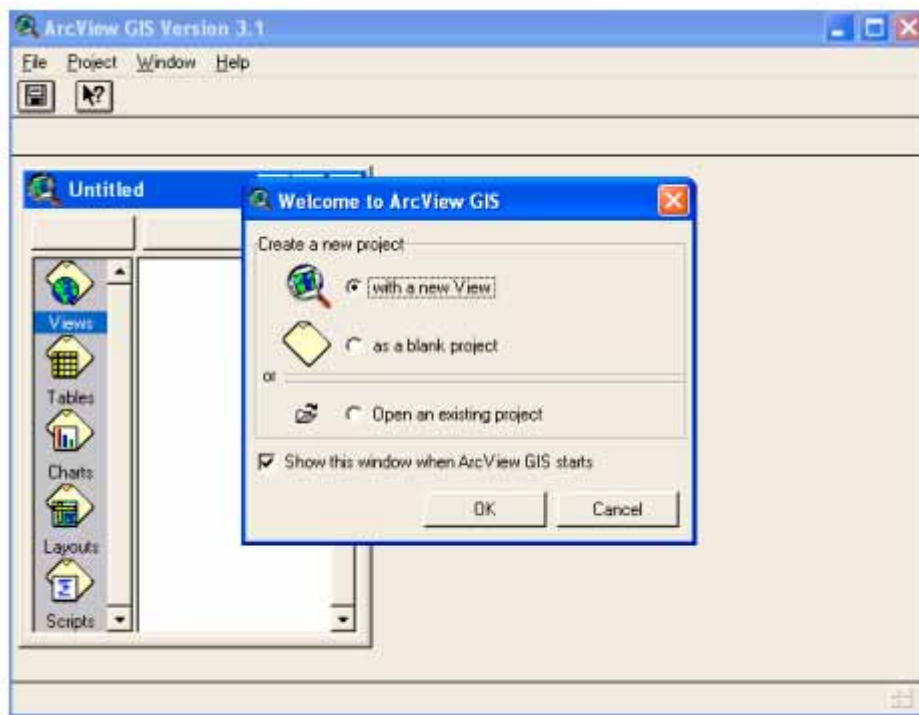 ArcView GIS Version 3.1
File Project Window Help
Untitled
Views
Tables
Charts
Layouts
Scripts
Welcome to ArcView GIS
Create a new project
with a new View
as a blank project
or
Open an existing project
Show this window when ArcView GIS starts
OK Cancel